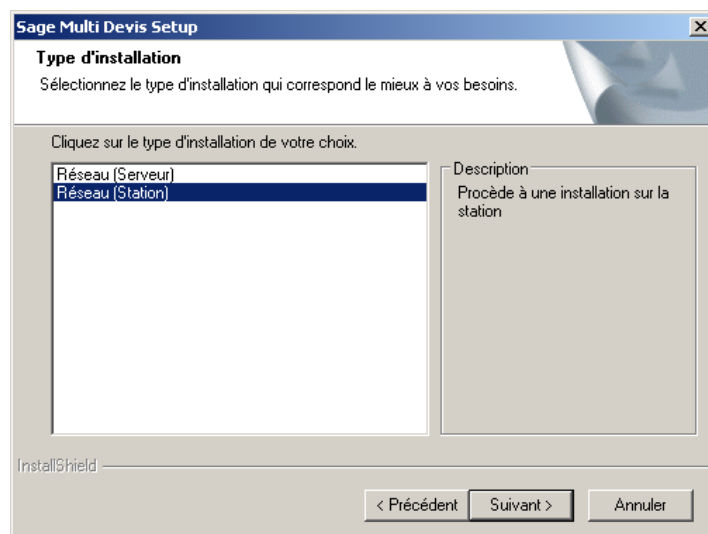 Sage Multi Devis Setup
Type d'installation
Sélectionnez le type d'installation qui correspond le mieux à vos besoins.
Cliquez sur le type d'installation de votre choix.
Réseau (Serveur)
Réseau (Station)
Description
Procède à une installation sur la
station
InstallShield
< Précédent
Suivant >
Annuler